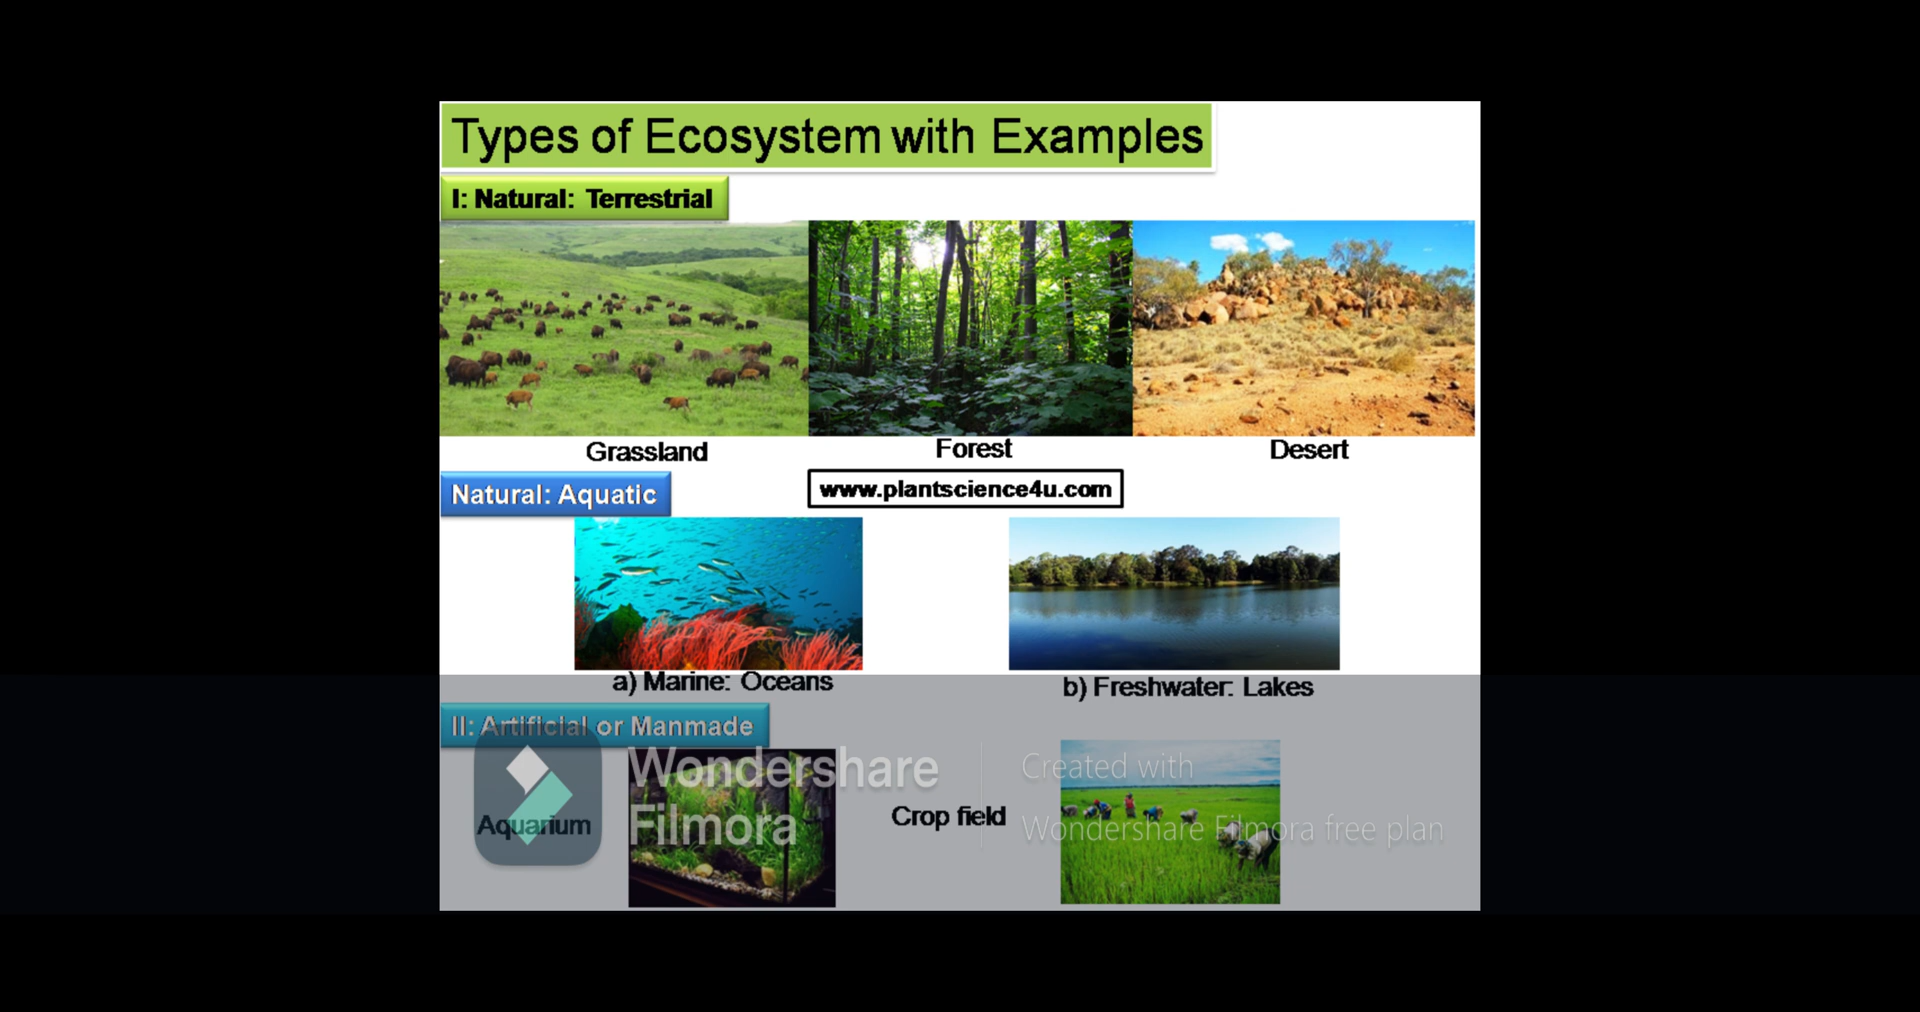 Types of Ecosystem with Examples
I: Natural: Terrestrial
Grassland
Forest
Desert
Natural: Aquatic
www.plantscience4u.com
a) Marine: Oceans
b) Freshwater: Lakes
II: Artificial or Manmade
Aquarium
Wondershare
Filmora
Crop field
Created with
Wondershare Filmora free plan